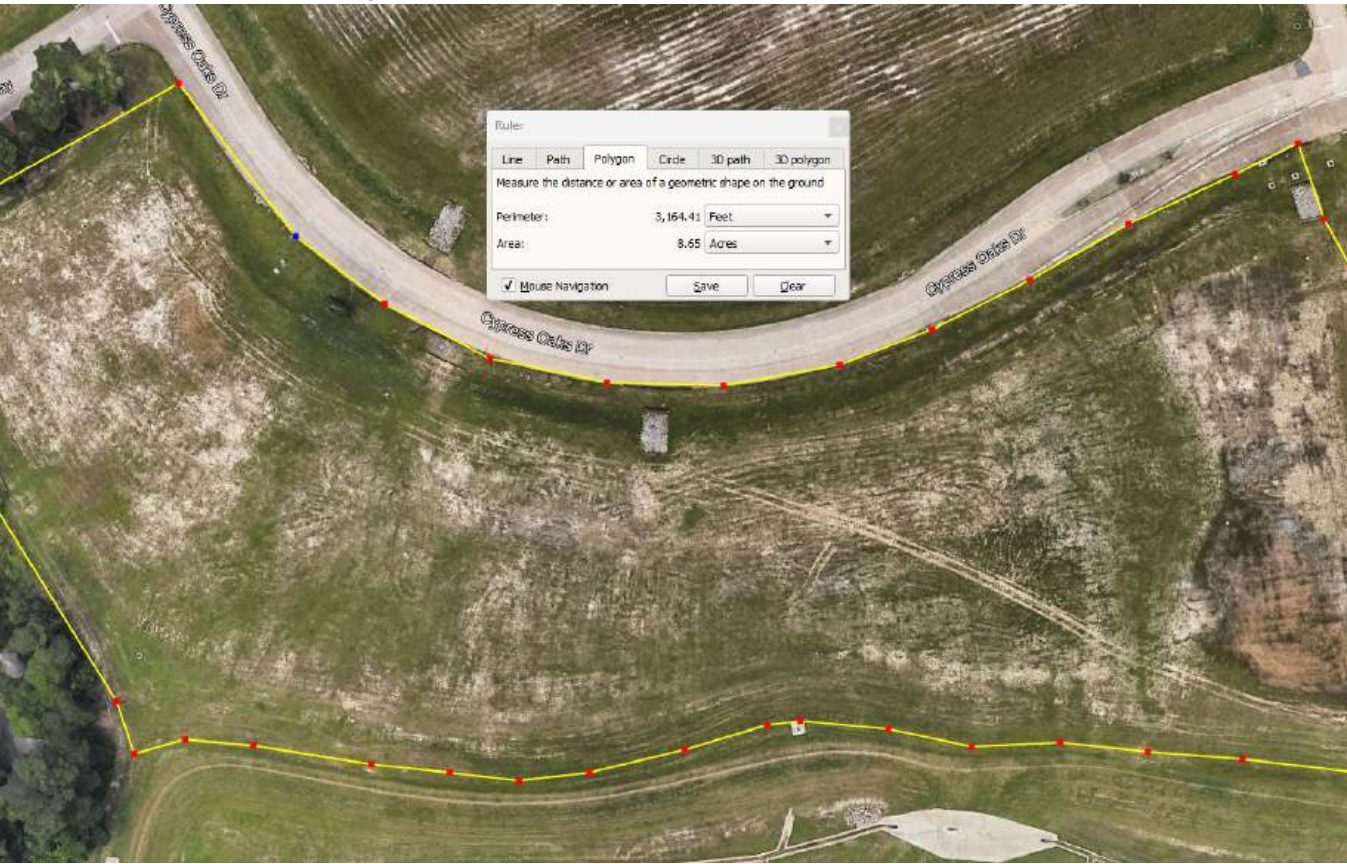 Cypress Oaks Dr
Ruler
Line Path Polygon Circle 3D path 3D polygon
Measure the distance or area of a geometric shape on the ground
Perimeter: 3,164.41 Feet
Area: 8.65 Acres
Mouse Navigation Save Clear
Cypress Oaks Dr
Cypress Oaks Dr